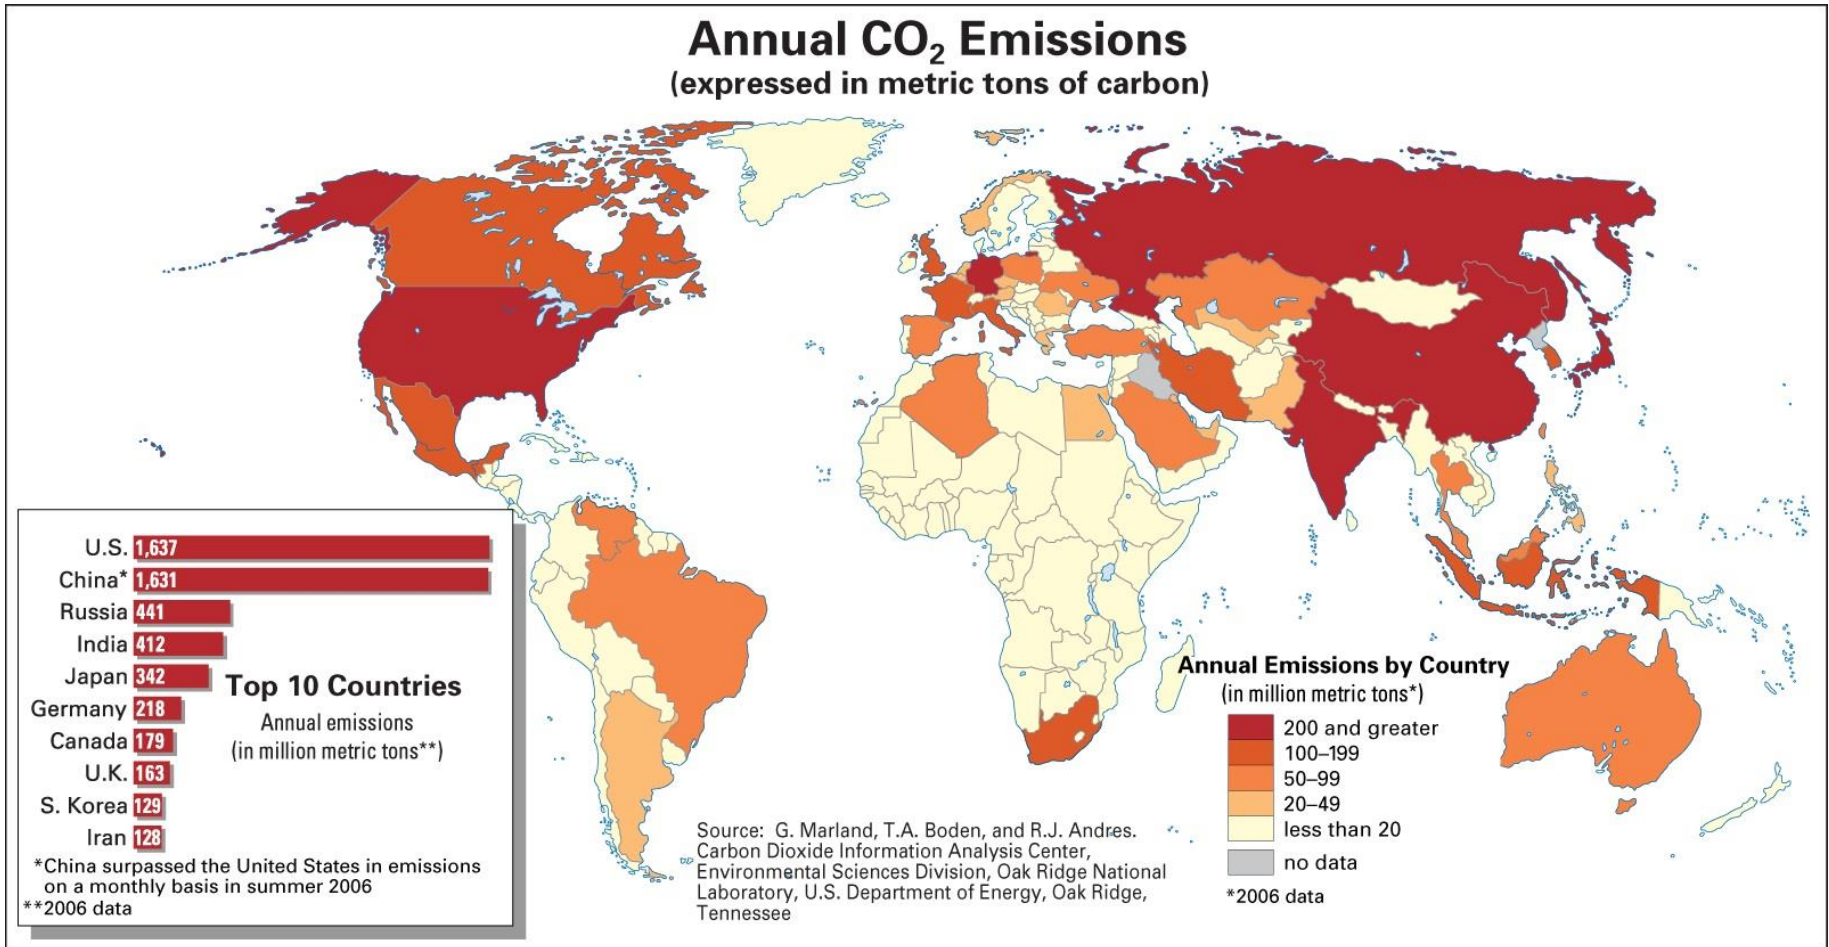 Annual CO₂ Emissions
(expressed in metric tons of carbon)
U.S. 1,637
China* 1,631
Russia 441
India 412
Japan 342
Germany 218
Canada 179
U.K. 163
S. Korea 129
Iran 128
Top 10 Countries
Annual emissions
(in million metric tons**)
*China surpassed the United States in emissions
on a monthly basis in summer 2006
**2006 data
Source: G. Marland, T.A. Boden, and R.J. Andres.
Carbon Dioxide Information Analysis Center,
Environmental Sciences Division, Oak Ridge National
Laboratory, U.S. Department of Energy, Oak Ridge,
Tennessee
Annual Emissions by Country
(in million metric tons*)
200 and greater
100–199
50–99
20–49
less than 20
no data
*2006 data